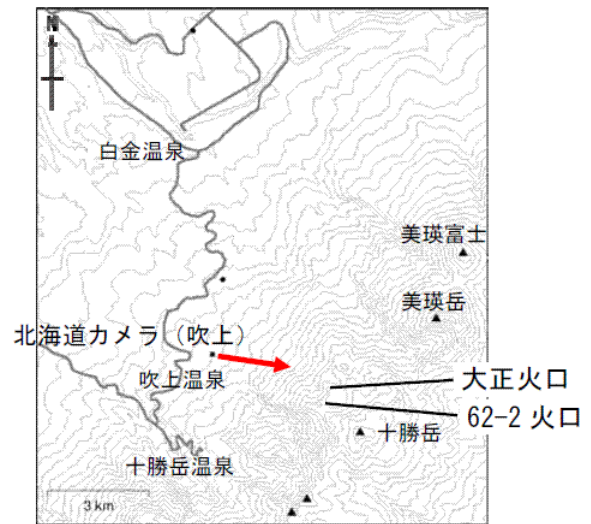 N
白金温泉
美瑛富士
美瑛岳
北海道カメラ（吹上）
吹上温泉
大正火口
62-2 火口
十勝岳
十勝岳温泉
3 km